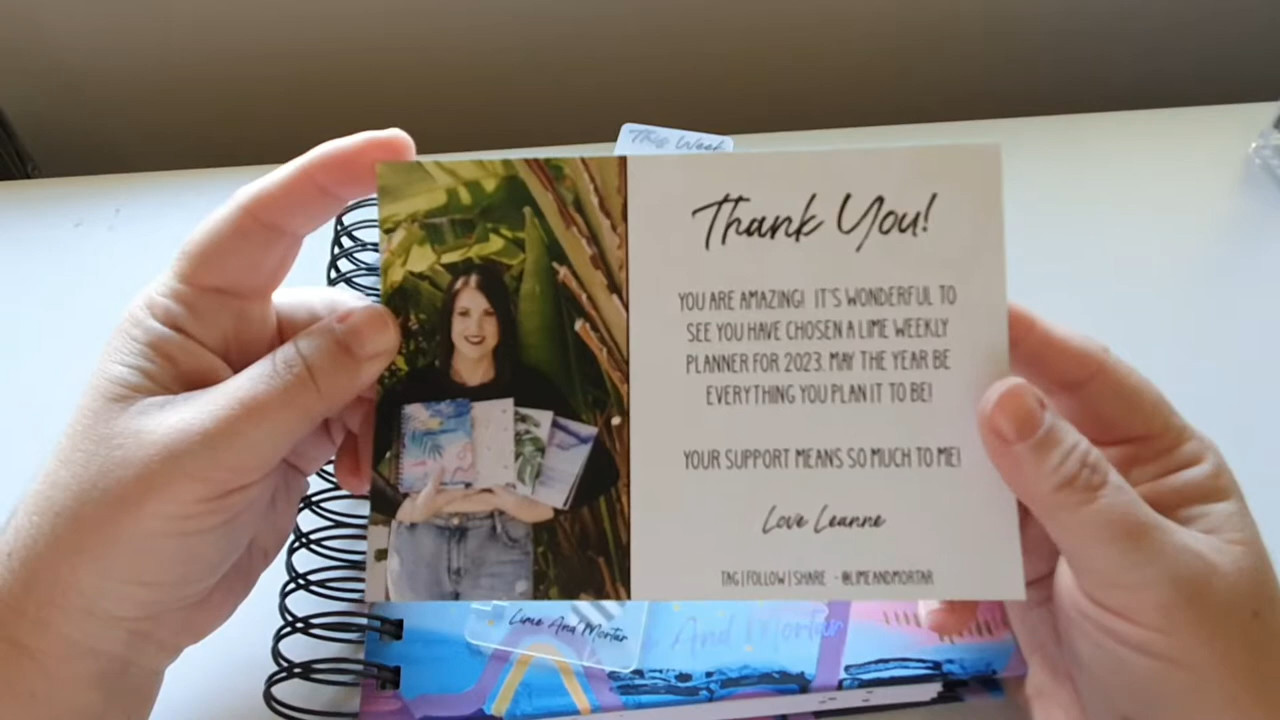 This Week
Thank You!
YOU ARE AMAZING! IT'S WONDERFUL TO
SEE YOU HAVE CHOSEN A LIME WEEKLY
PLANNER FOR 2023. MAY THE YEAR BE
EVERYTHING YOU PLAN IT TO BE!
YOUR SUPPORT MEANS SO MUCH TO ME!
Love Leanne
TAG | FOLLOW | SHARE - @LIMEANDMORTAR
Lime And Mortar
And Mortar